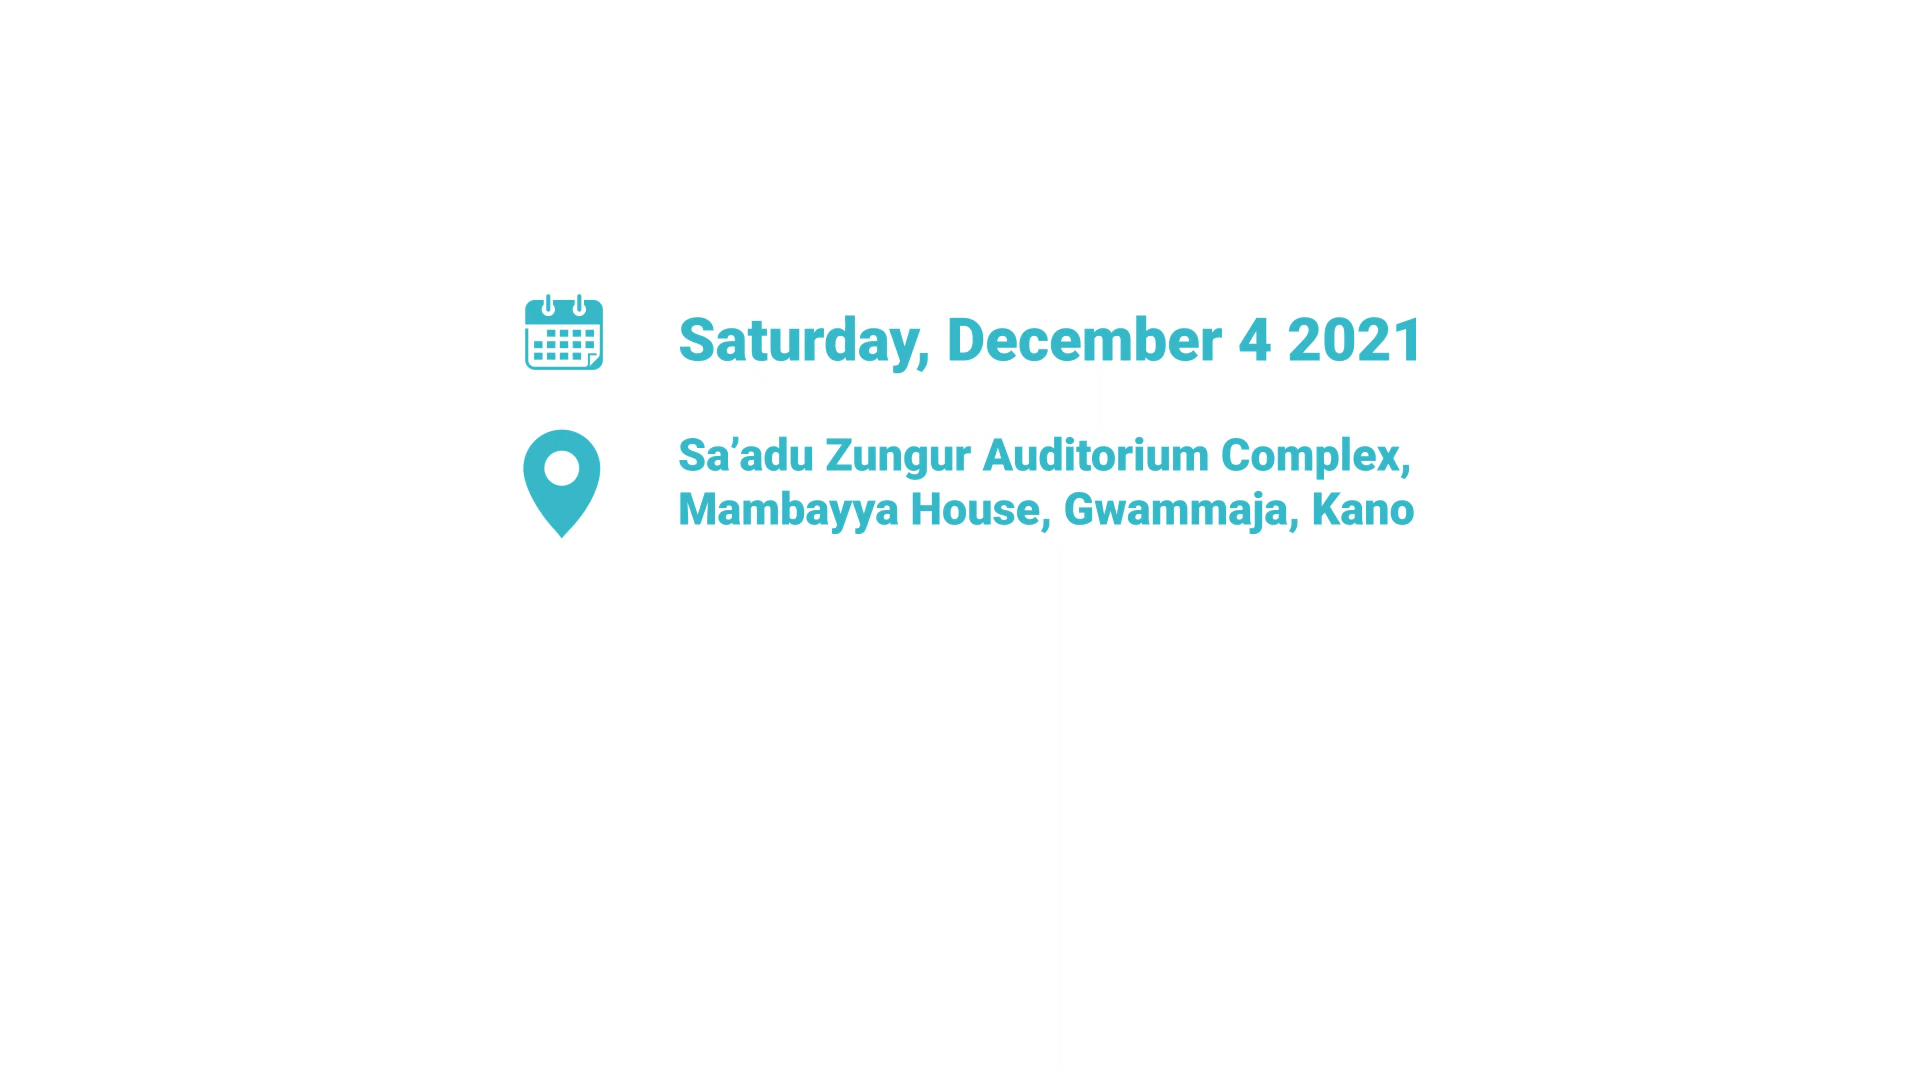 Saturday, December 4 2021
Sa’adu Zungur Auditorium Complex,
Mambayya House, Gwammaja, Kano